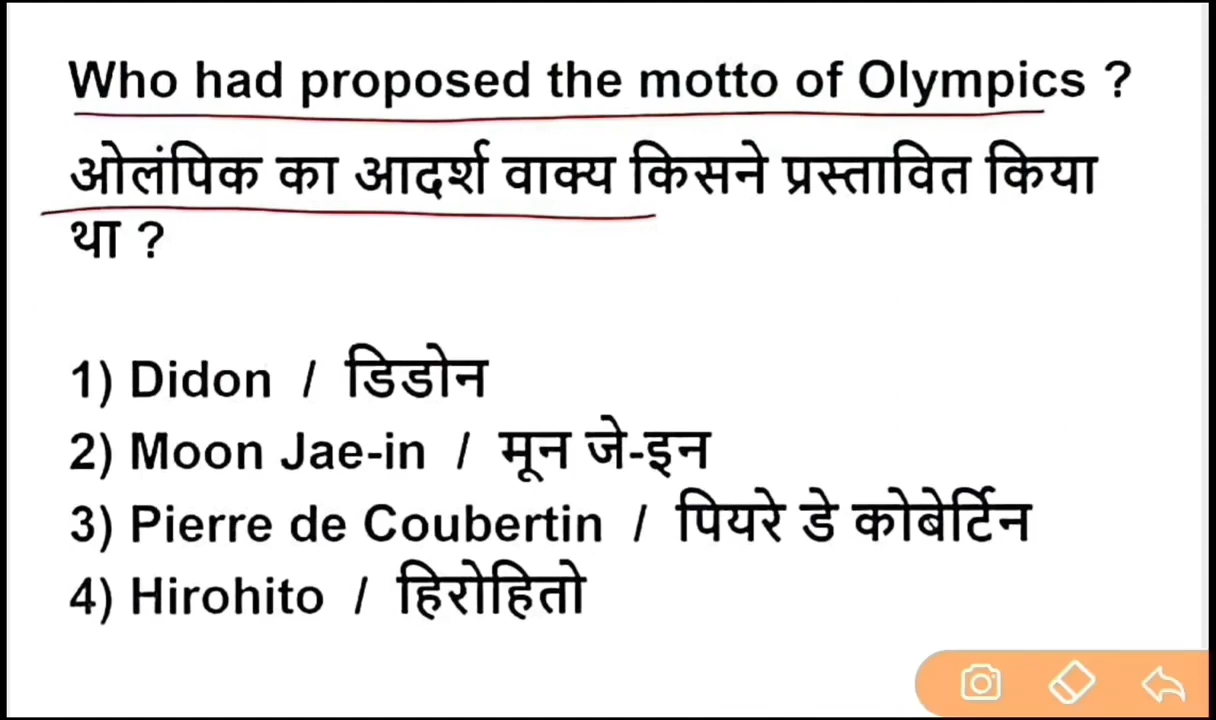 Who had proposed the motto of Olympics ?
ओलंपिक का आदर्श वाक्य किसने प्रस्तावित किया
था ?
1) Didon / डिडोन
2) Moon Jae-in / मून जे-इन
3) Pierre de Coubertin / पियरे डे कोबेर्टिन
4) Hirohito / हिरोहितो